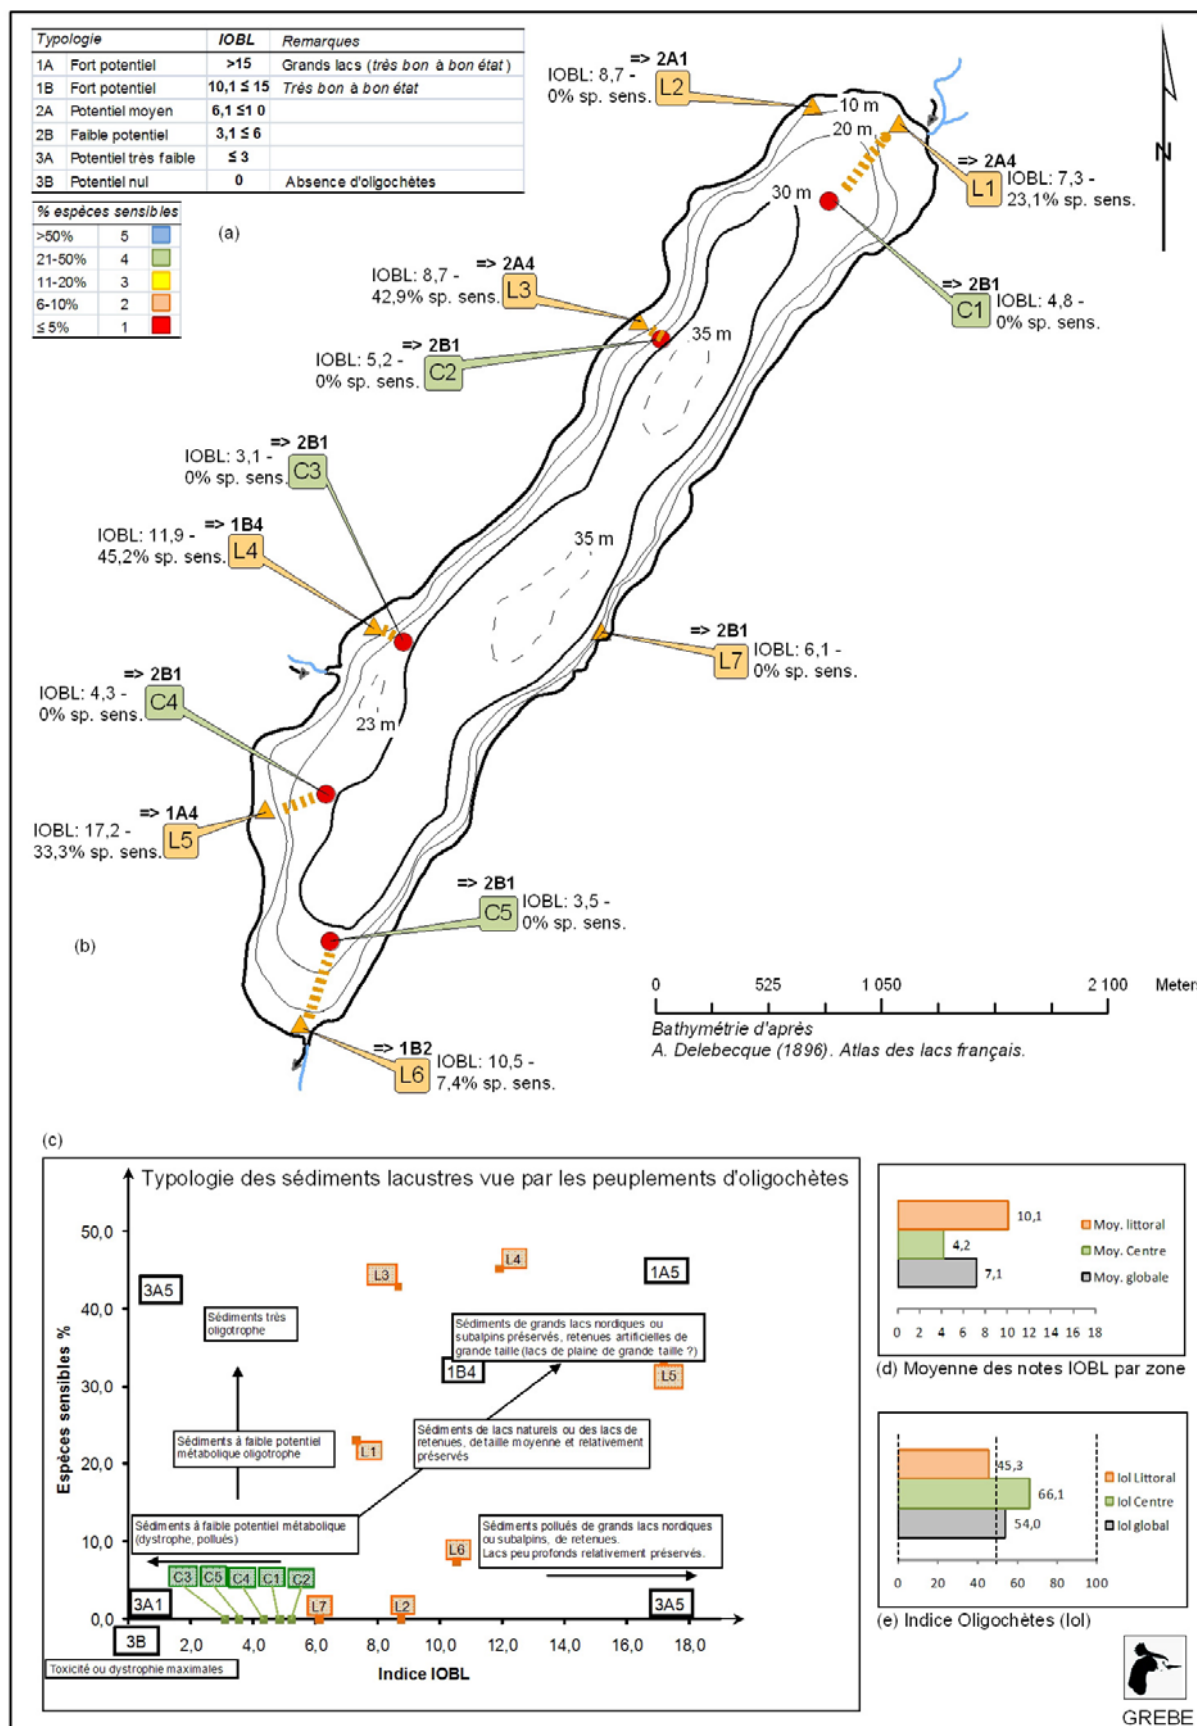 Typologie IOBL Remarques
1A Fort potentiel >15 Grands lacs (très bon à bon état)
1B Fort potentiel 10,1 ≤ 15 Très bon à bon état
2A Potentiel moyen 6,1 ≤1 0
2B Faible potentiel 3,1 ≤ 6
3A Potentiel très faible ≤ 3
3B Potentiel nul 0 Absence d'oligochètes
% espèces sensibles
>50% 5
21-50% 4
11-20% 3
6-10% 2
≤ 5% 1
(a)
=> 2A1
IOBL: 8,7 -
0% sp. sens.
L2
10 m
20 m
30 m
=> 2A4
L1
IOBL: 7,3 -
23,1% sp. sens.
N
=> 2A4
IOBL: 8,7 -
42,9% sp. sens.
L3
=> 2B1
C1
IOBL: 4,8 -
0% sp. sens.
35 m
=> 2B1
IOBL: 5,2 -
0% sp. sens.
C2
=> 2B1
IOBL: 3,1 -
0% sp. sens.
C3
=> 1B4
IOBL: 11,9 -
45,2% sp. sens.
L4
35 m
=> 2B1
L7
IOBL: 6,1 -
0% sp. sens.
=> 2B1
IOBL: 4,3 -
0% sp. sens.
C4
23 m
=> 1A4
IOBL: 17,2 -
33,3% sp. sens.
L5
=> 2B1
C5
IOBL: 3,5 -
0% sp. sens.
(b)
0 525 1 050 2 100 Meters
Bathymétrie d'après
A. Delebecque (1896). Atlas des lacs français.
=> 1B2
L6
IOBL: 10,5 -
7,4% sp. sens.
(c)
Typologie des sédiments lacustres vue par les peuplements d'oligochètes
Espèces sensibles %
50,0
40,0
30,0
20,0
10,0
0,0
L4
L3
1A5
3A5
Sédiments très
oligotrophe
Sédiments de grands lacs nordiques ou
subalpins préservés, retenues artificielles de
grande taille (lacs de plaine de grande taille ?)
1B4
L5
Sédiments à faible potentiel
métabolique oligotrophe
L1
Sédiments de lacs naturels ou des lacs de
retenues, de taille moyenne et relativement
préservés
Sédiments à faible potentiel métabolique
(dystrophe, pollués)
Sédiments pollués de grands lacs nordiques
ou subalpins, de retenues.
Lacs peu profonds relativement préservés.
L6
C3 C5 C4 C1 C2
3A1
L7
L2
3A5
3B
2,0 4,0 6,0 8,0 10,0 12,0 14,0 16,0 18,0
Toxicité ou dystrophie maximales
Indice IOBL
10,1
4,2
7,1
Moy. littoral
Moy. Centre
Moy. globale
0 2 4 6 8 10 12 14 16 18
(d) Moyenne des notes IOBL par zone
45,3
66,1
54,0
Iol Littoral
Iol Centre
Iol global
0 20 40 60 80 100
(e) Indice Oligochètes (Iol)
GREBE